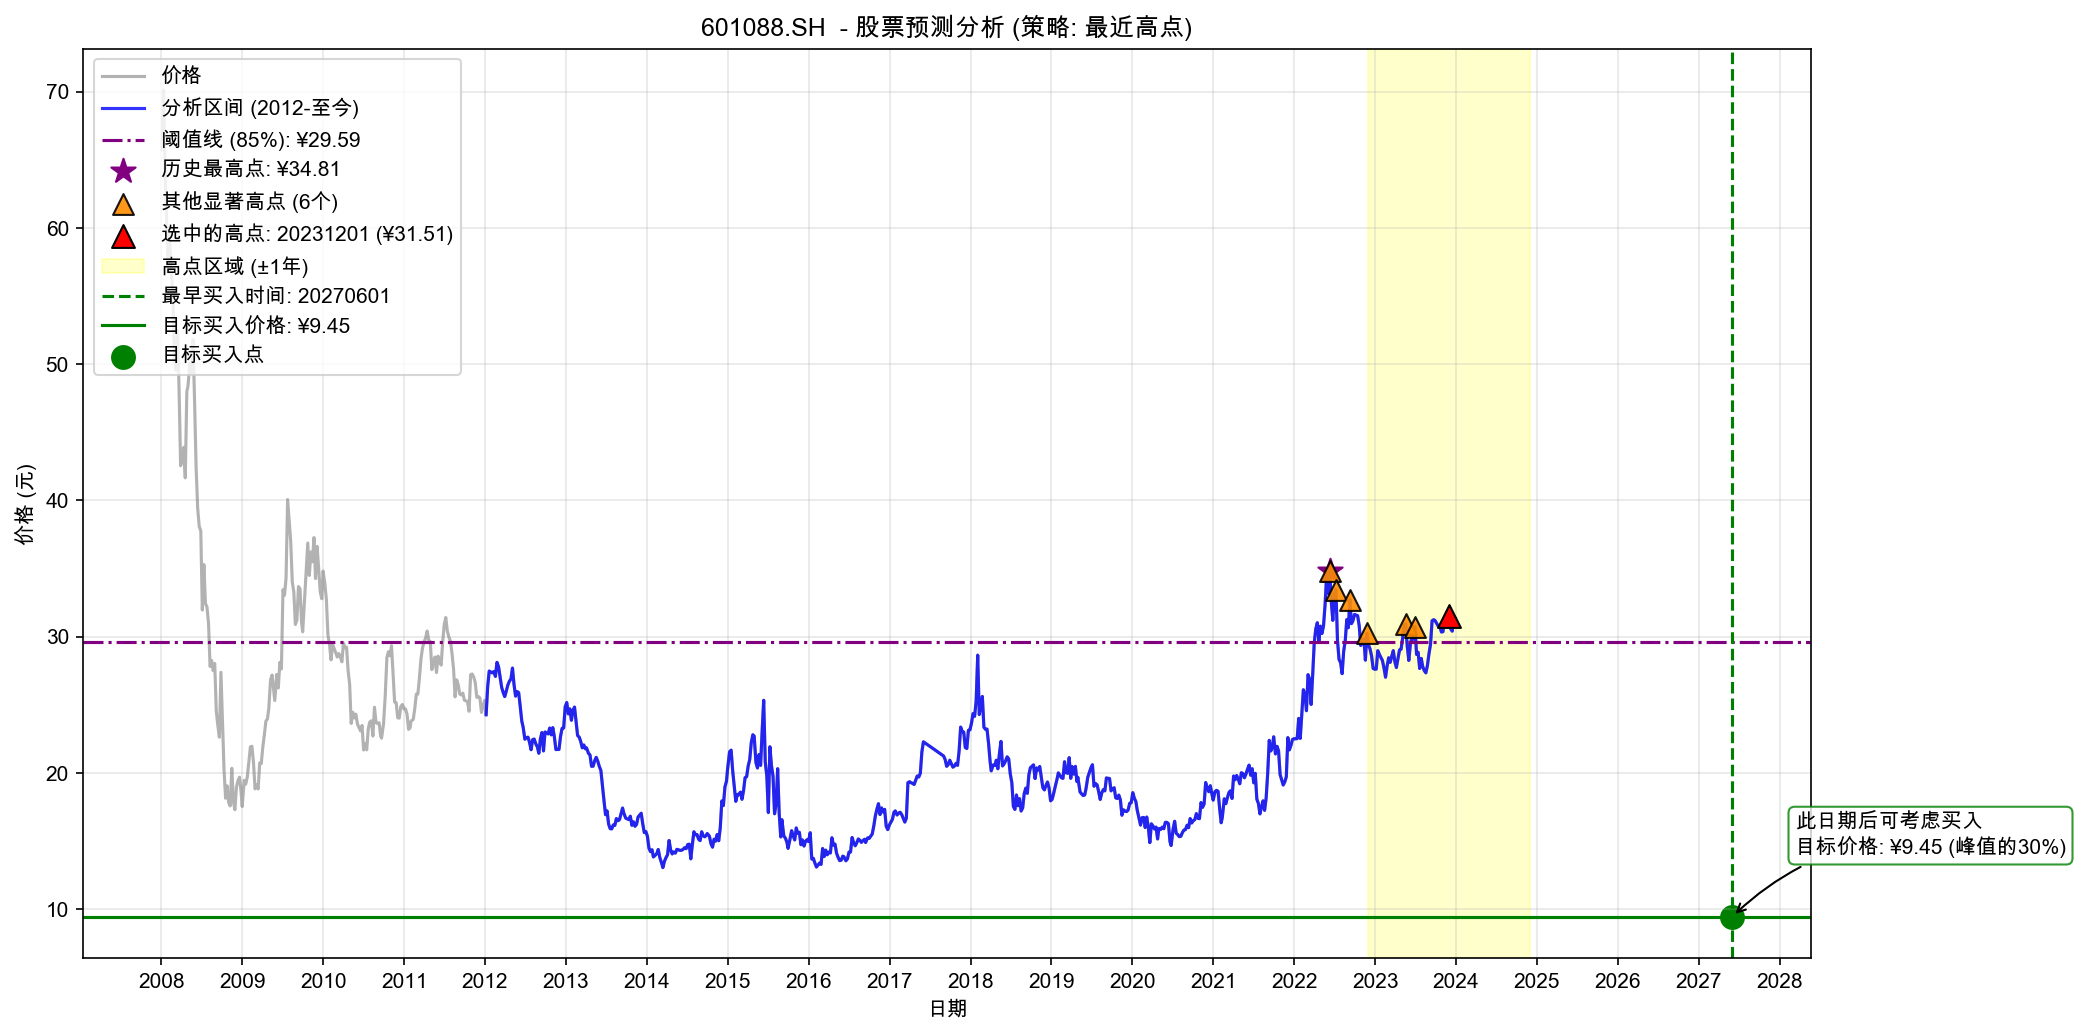 601088.SH - 股票预测分析 (策略: 最近高点)
价格
分析区间 (2012-至今)
阈值线 (85%): ¥29.59
历史最高点: ¥34.81
其他显著高点 (6个)
选中的高点: 20231201 (¥31.51)
高点区域 (±1年)
最早买入时间: 20270601
目标买入价格: ¥9.45
目标买入点
价格 (元)
70
60
50
40
30
20
10
此日期后可考虑买入
目标价格: ¥9.45 (峰值的30%)
2008 2009 2010 2011 2012 2013 2014 2015 2016 2017 2018 2019 2020 2021 2022 2023 2024 2025 2026 2027 2028
日期